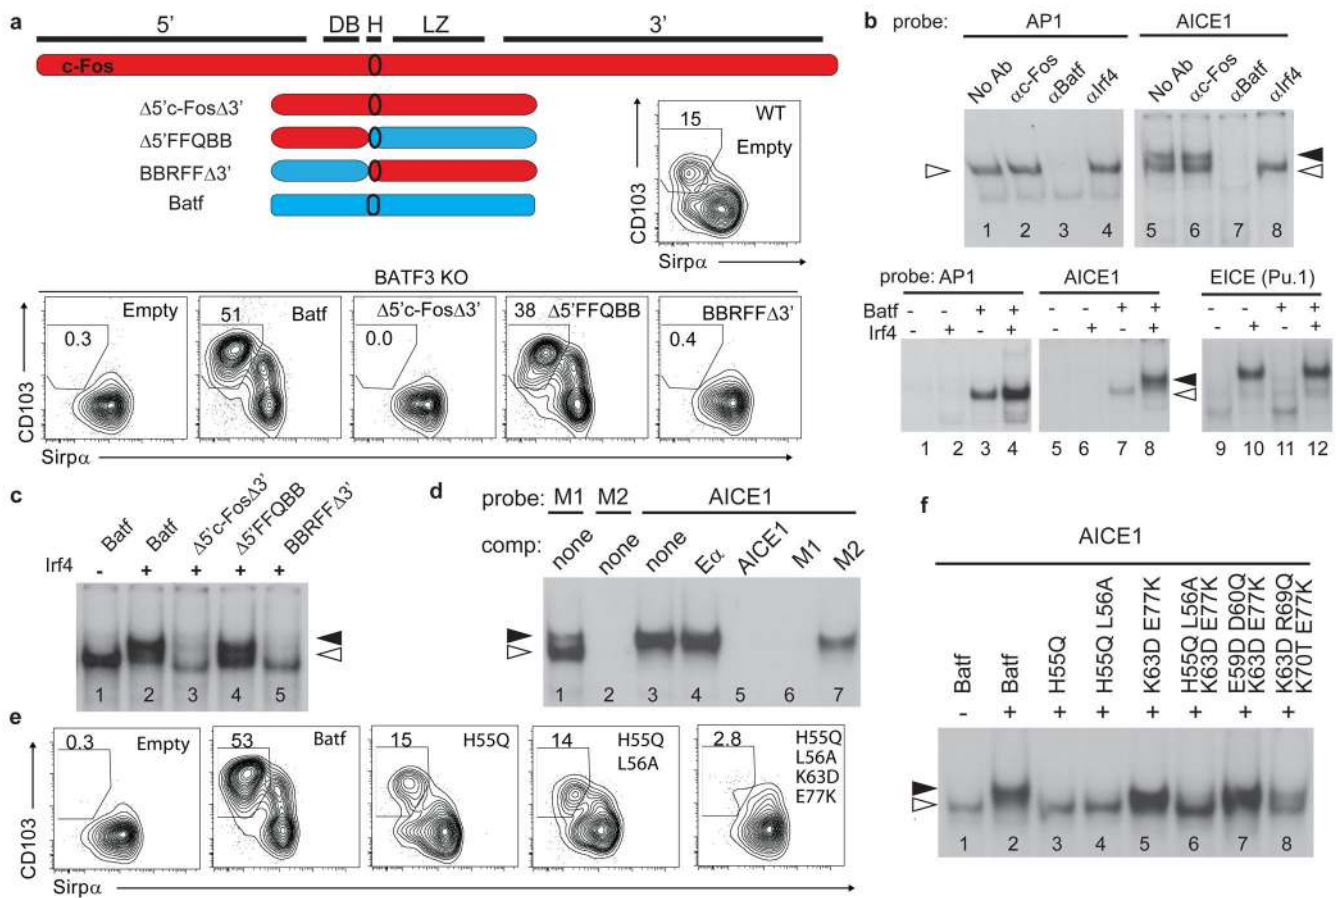 a
5' DB H LZ 3'
c-Fos
Δ5'c-FosΔ3'
Δ5'FFQBB
BBRFFΔ3'
Batf
15 WT
Empty
CD103
Sirpα
BATF3 KO
0.3 Empty
51 Batf
0.0 Δ5'c-FosΔ3'
38 Δ5'FFQBB
0.4 BBRFFΔ3'
CD103
Sirpα
b
probe: AP1 AICE1
No Ab αc-Fos αBatf αIrf4 No Ab αc-Fos αBatf αIrf4
1 2 3 4 5 6 7 8
probe: AP1 AICE1 EICE (Pu.1)
Batf - - + + - - + + - - + +
Irf4 - + - + - + - + - + - +
1 2 3 4 5 6 7 8 9 10 11 12
c
Batf Batf Δ5'c-FosΔ3' Δ5'FFQBB BBRFFΔ3'
Irf4 - + + + +
1 2 3 4 5
d
probe: M1 M2 AICE1
comp: none none none Eα AICE1 M1 M2
1 2 3 4 5 6 7
e
0.3 Empty
53 Batf
15 H55Q
14 H55Q
L56A
2.8 H55Q
L56A
K63D
E77K
CD103
Sirpα
f
AICE1
Batf
Batf
H55Q
H55Q L56A
K63D E77K
H55Q L56A
K63D E77K
E59D D60Q
K63D E77K
K63D R69Q
K70T E77K
- + + + + + + +
1 2 3 4 5 6 7 8